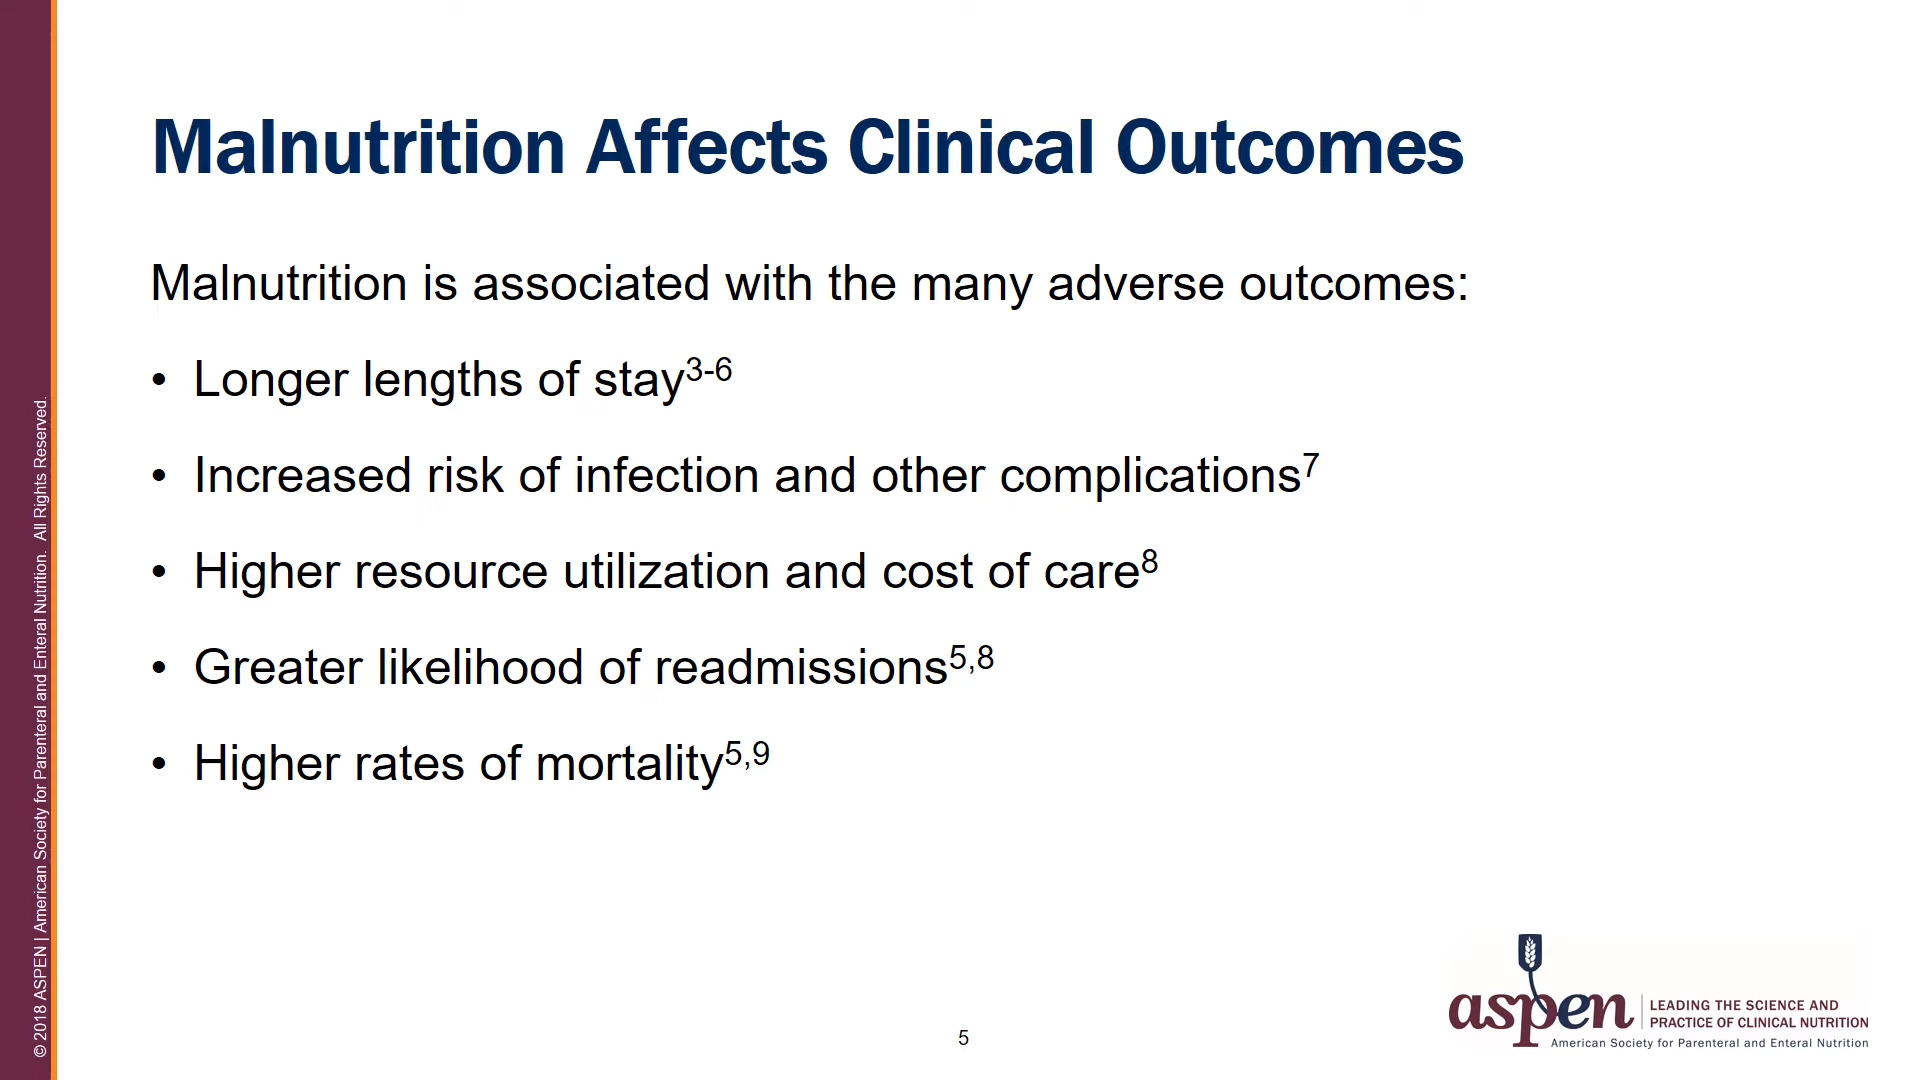 Malnutrition Affects Clinical Outcomes
Malnutrition is associated with the many adverse outcomes:
• Longer lengths of stay3-6
• Increased risk of infection and other complications7
• Higher resource utilization and cost of care8
• Greater likelihood of readmissions5,8
• Higher rates of mortality5,9
© 2018 ASPEN | American Society for Parenteral and Enteral Nutrition. All Rights Reserved.
5
aspen
LEADING THE SCIENCE AND
PRACTICE OF CLINICAL NUTRITION
American Society for Parenteral and Enteral Nutrition